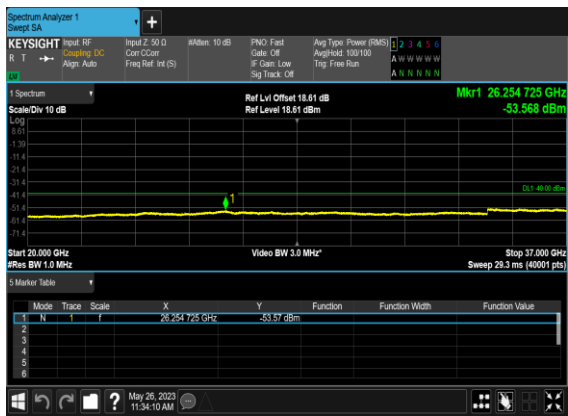 Spectrum Analyzer 1
Swept SA
KEYSIGHT Input: RF Input Z: 50 Ω #Atten: 10 dB PNO: Fast Avg Type: Power (RMS) 1 2 3 4 5 6
R T Coupling: DC Corr CCorr Gate: Off Avg|Hold: 100/100 A W W W W W
Align: Auto Freq Ref: Int (S) IF Gain: Low Trig: Free Run
LU Sig Track: Off A N N N N N
1 Spectrum Ref Lvl Offset 18.61 dB Mkr1 26.254 725 GHz
Scale/Div 10 dB Ref Level 18.61 dBm -53.568 dBm
Log
8.61
-1.39
-11.4
-21.4
-31.4
DL1 -40.00 dBm
-41.4
1
-51.4
-61.4
-71.4
Start 20.000 GHz Video BW 3.0 MHz* Stop 37.000 GHz
#Res BW 1.0 MHz Sweep 29.3 ms (40001 pts)
5 Marker Table
Mode Trace Scale X Y Function Function Width Function Value
1 N 1 f 26.254 725 GHz -53.57 dBm
2
3
4
5
6
? May 26, 2023
11:34:10 AM